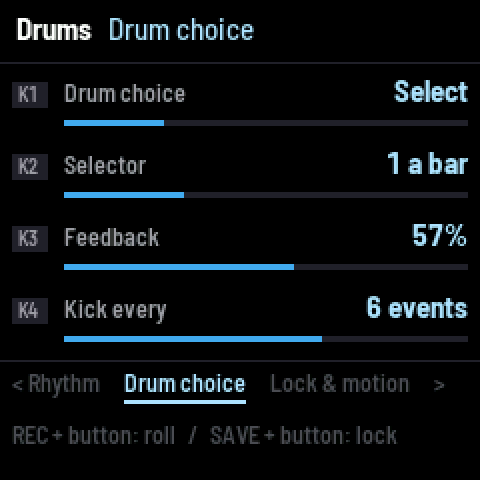 Drums Drum choice
K1 Drum choice Select
K2 Selector 1 a bar
K3 Feedback 57%
K4 Kick every 6 events
< Rhythm Drum choice Lock & motion >
REC + button: roll / SAVE + button: lock